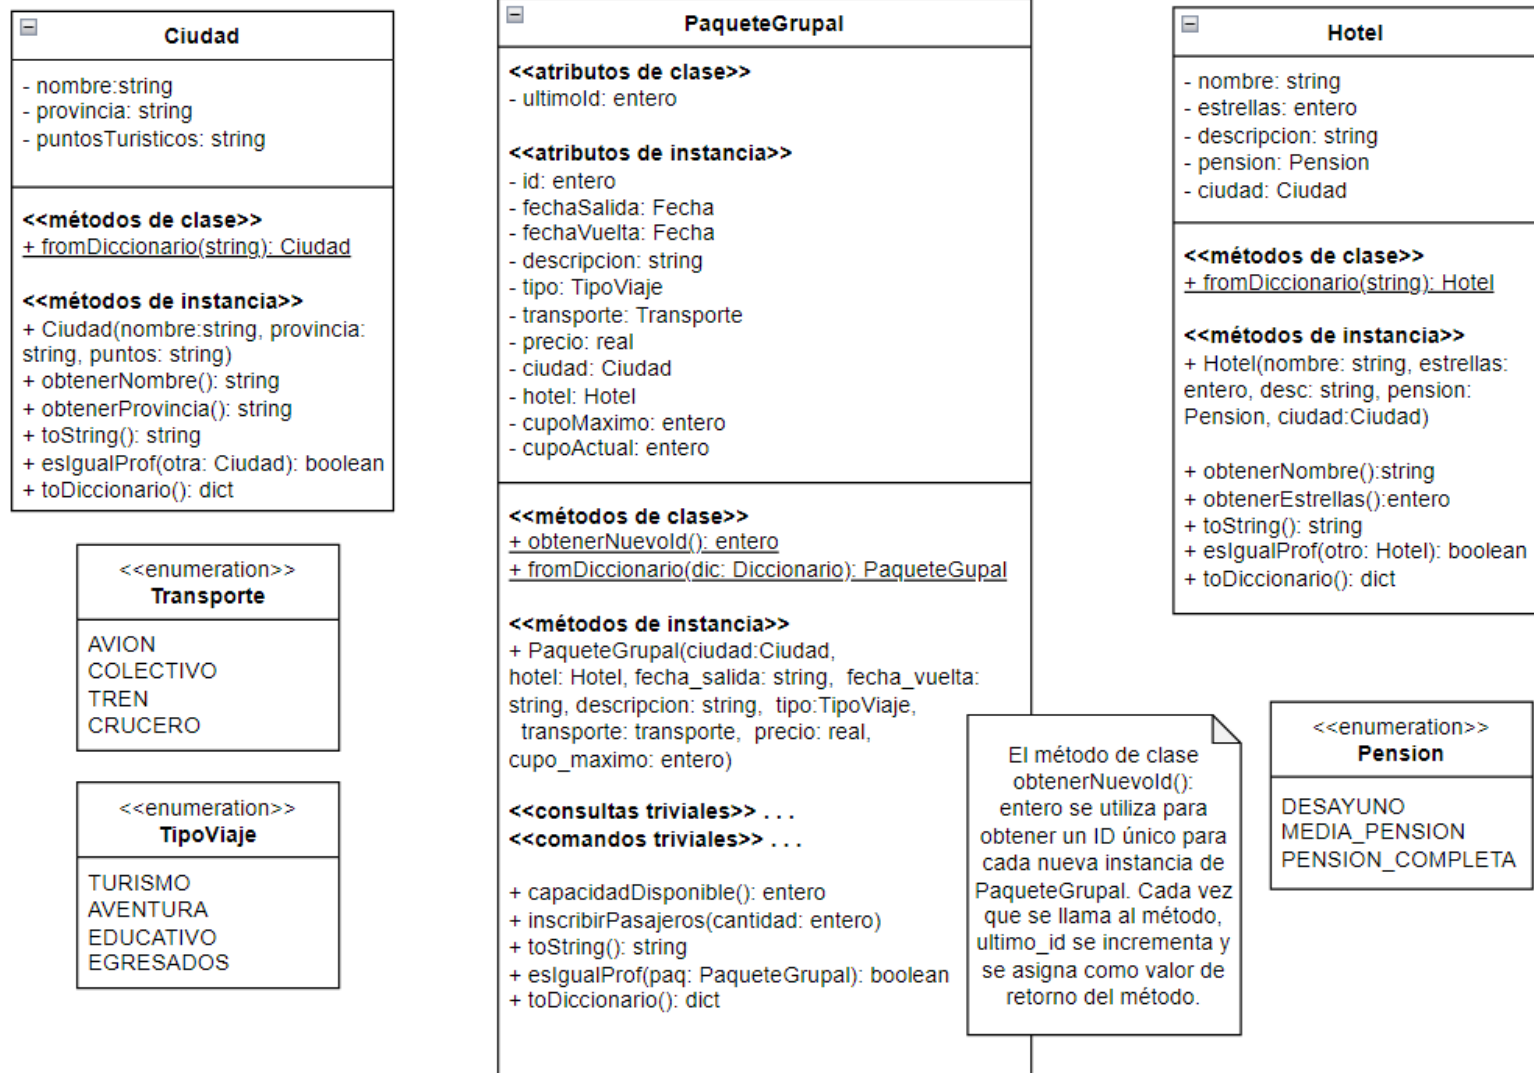 Ciudad
- nombre:string
- provincia: string
- puntosTuristicos: string
<<métodos de clase>>
+ fromDiccionario(string): Ciudad
<<métodos de instancia>>
+ Ciudad(nombre:string, provincia:
string, puntos: string)
+ obtenerNombre(): string
+ obtenerProvincia(): string
+ toString(): string
+ esIgualProf(otra: Ciudad): boolean
+ toDiccionario(): dict
<<enumeration>>
Transporte
AVION
COLECTIVO
TREN
CRUCERO
<<enumeration>>
TipoViaje
TURISMO
AVENTURA
EDUCATIVO
EGRESADOS
PaqueteGrupal
<<atributos de clase>>
- ultimoId: entero
<<atributos de instancia>>
- id: entero
- fechaSalida: Fecha
- fechaVuelta: Fecha
- descripcion: string
- tipo: TipoViaje
- transporte: Transporte
- precio: real
- ciudad: Ciudad
- hotel: Hotel
- cupoMaximo: entero
- cupoActual: entero
<<métodos de clase>>
+ obtenerNuevoId(): entero
+ fromDiccionario(dic: Diccionario): PaqueteGupal
<<métodos de instancia>>
+ PaqueteGrupal(ciudad:Ciudad,
hotel: Hotel, fecha_salida: string, fecha_vuelta:
string, descripcion: string, tipo:TipoViaje,
transporte: transporte, precio: real,
cupo_maximo: entero)
<<consultas triviales>> . . .
<<comandos triviales>> . . .
+ capacidadDisponible(): entero
+ inscribirPasajeros(cantidad: entero)
+ toString(): string
+ esIgualProf(paq: PaqueteGrupal): boolean
+ toDiccionario(): dict
El método de clase
obtenerNuevoId():
entero se utiliza para
obtener un ID único para
cada nueva instancia de
PaqueteGrupal. Cada vez
que se llama al método,
ultimo_id se incrementa y
se asigna como valor de
retorno del método.
Hotel
- nombre: string
- estrellas: entero
- descripcion: string
- pension: Pension
- ciudad: Ciudad
<<métodos de clase>>
+ fromDiccionario(string): Hotel
<<métodos de instancia>>
+ Hotel(nombre: string, estrellas:
entero, desc: string, pension:
Pension, ciudad:Ciudad)
+ obtenerNombre():string
+ obtenerEstrellas():entero
+ toString(): string
+ esIgualProf(otro: Hotel): boolean
+ toDiccionario(): dict
<<enumeration>>
Pension
DESAYUNO
MEDIA_PENSION
PENSION_COMPLETA